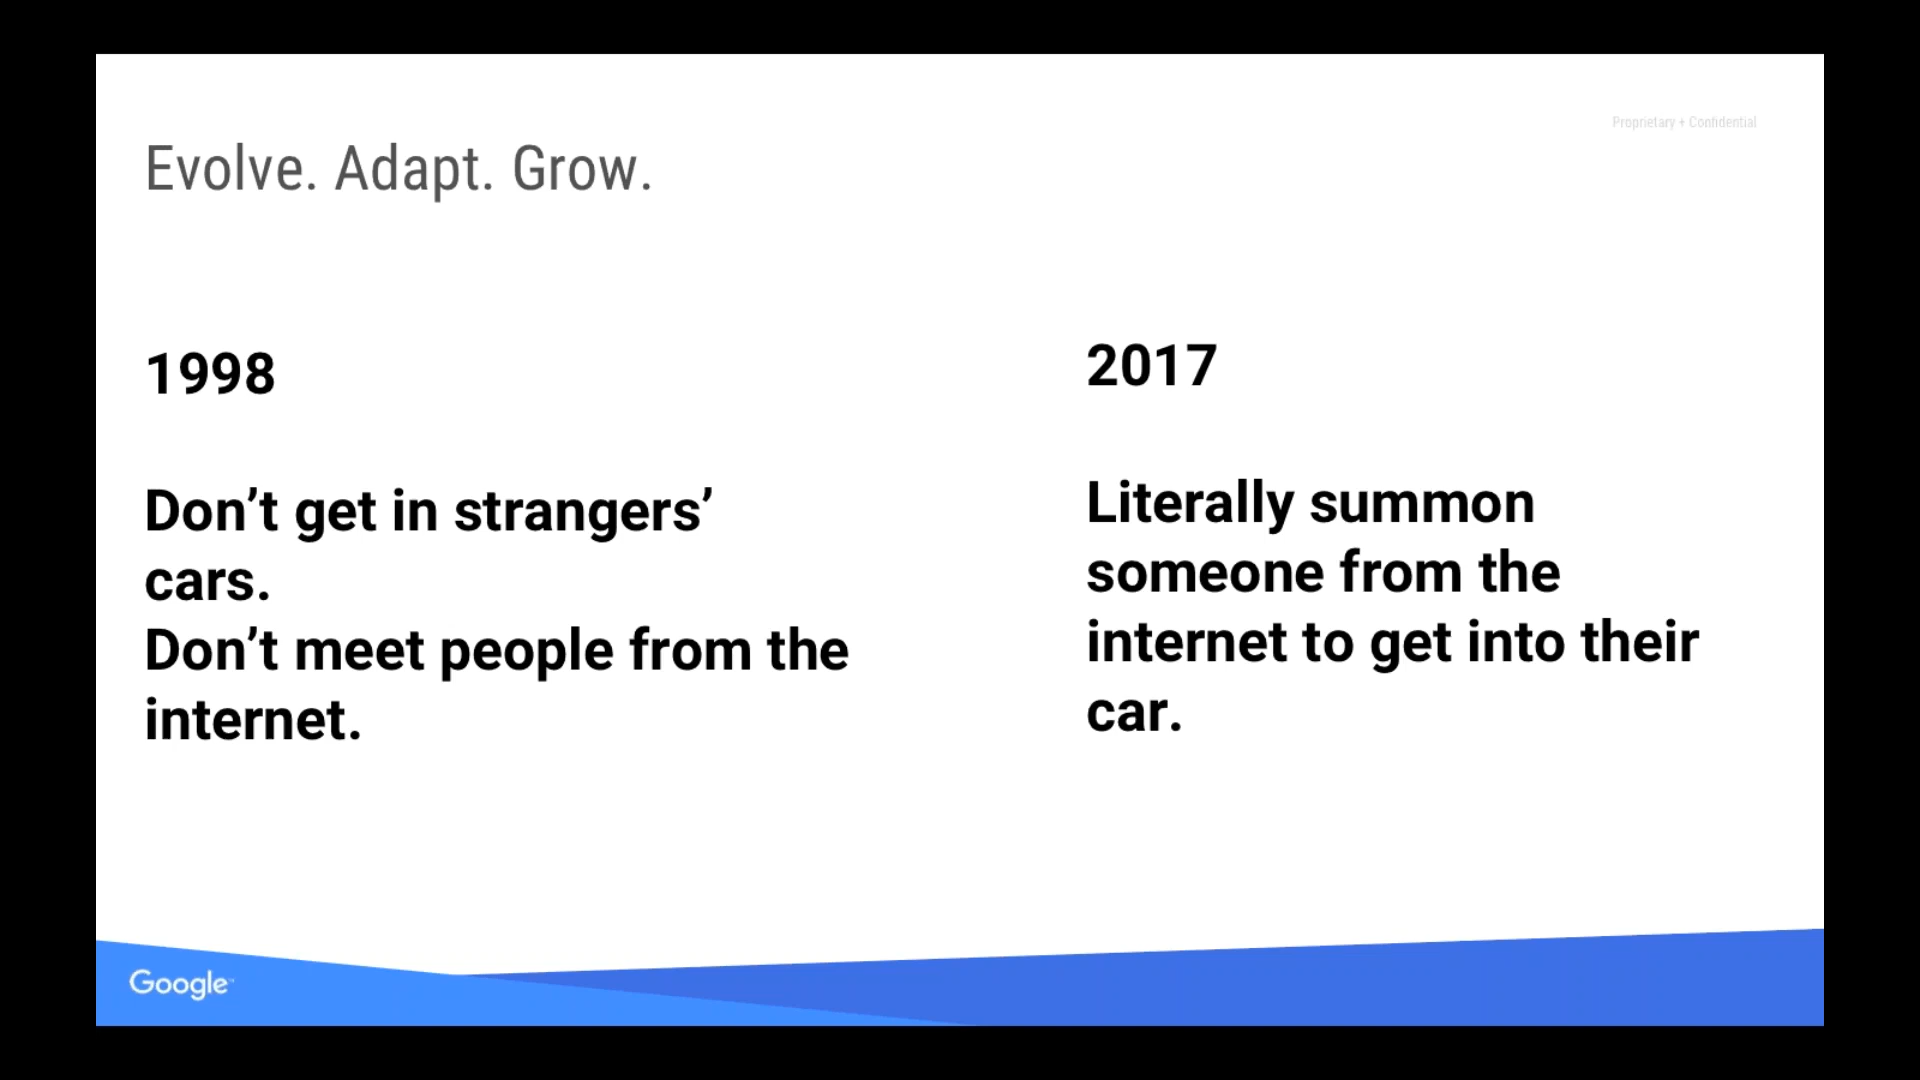 Proprietary + Confidential
Evolve. Adapt. Grow.
1998
Don’t get in strangers’
cars.
Don’t meet people from the
internet.
2017
Literally summon
someone from the
internet to get into their
car.
Google